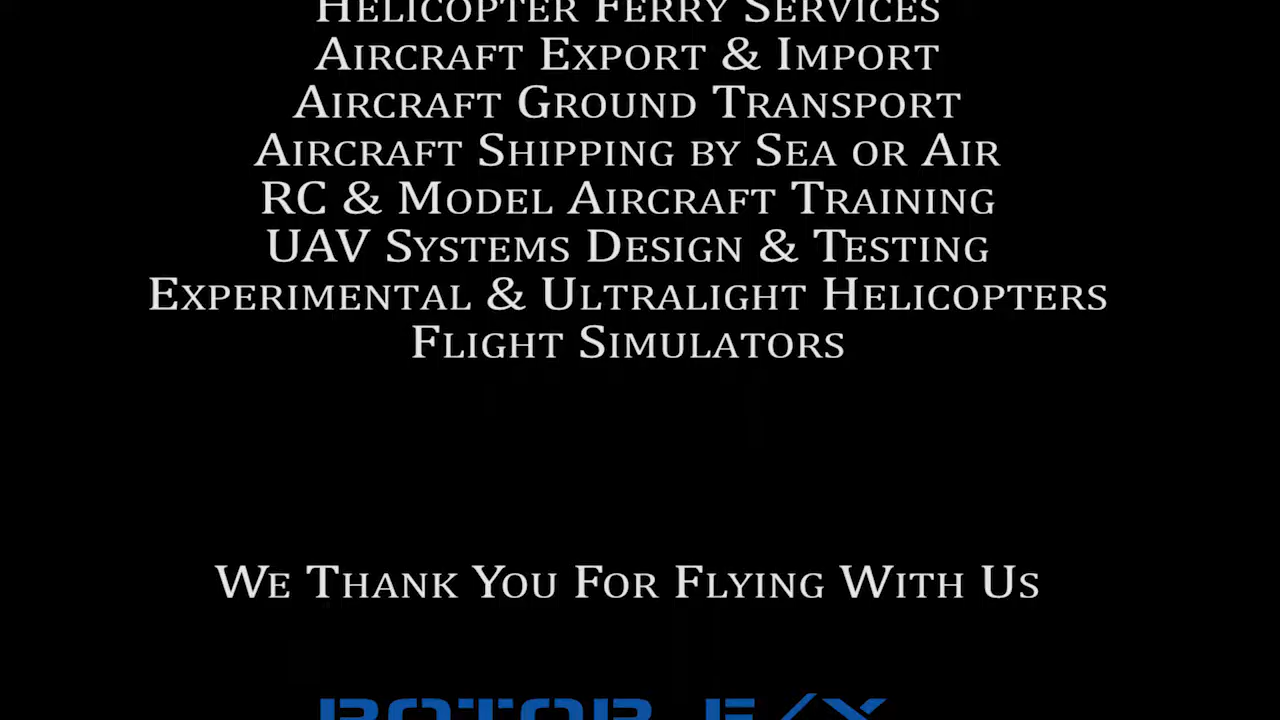 Helicopter Ferry Services
Aircraft Export & Import
Aircraft Ground Transport
Aircraft Shipping by Sea or Air
RC & Model Aircraft Training
UAV Systems Design & Testing
Experimental & Ultralight Helicopters
Flight Simulators
We Thank You For Flying With Us
ROTOR F/X